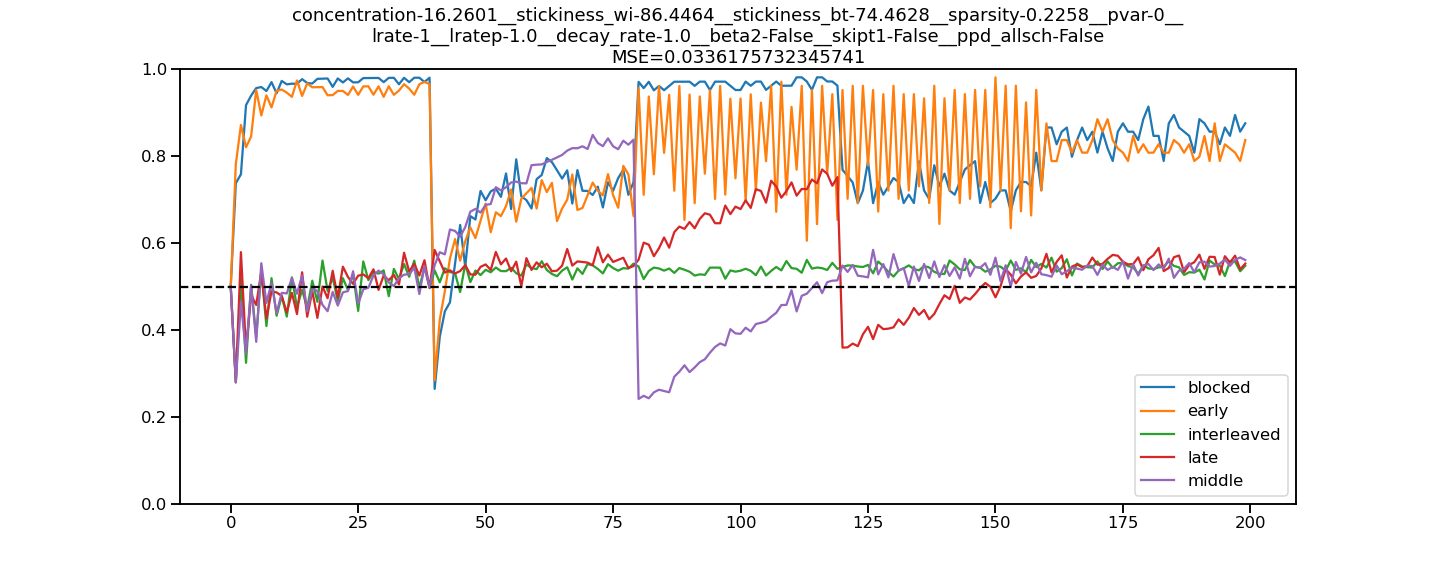 concentration-16.2601__stickiness_wi-86.4464__stickiness_bt-74.4628__sparsity-0.2258__pvar-0__
lrate-1__lratep-1.0__decay_rate-1.0__beta2-False__skipt1-False__ppd_allsch-False
MSE=0.0336175732345741
1.0
0.8
0.6
0.4
0.2
0.0
0 25 50 75 100 125 150 175 200
blocked
early
interleaved
late
middle